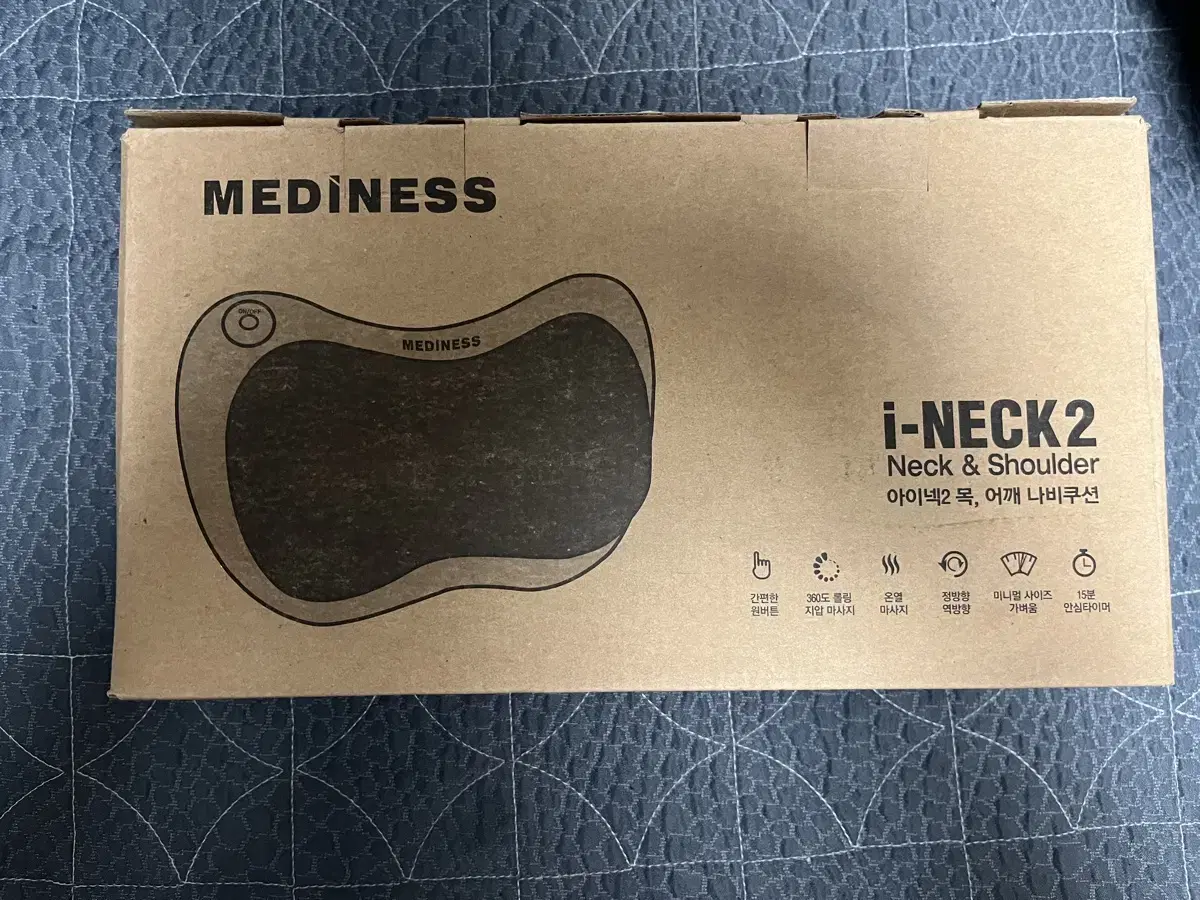 MEDiNESS
ON/OFF
MEDINESS
i-NECK2
Neck & Shoulder
아이넥2 목, 어깨 나비쿠션
간편한
원버튼
360도 롤링
지압 마사지
온열
마사지
정방향
역방향
미니멀 사이즈
가벼움
15분
안심타이머